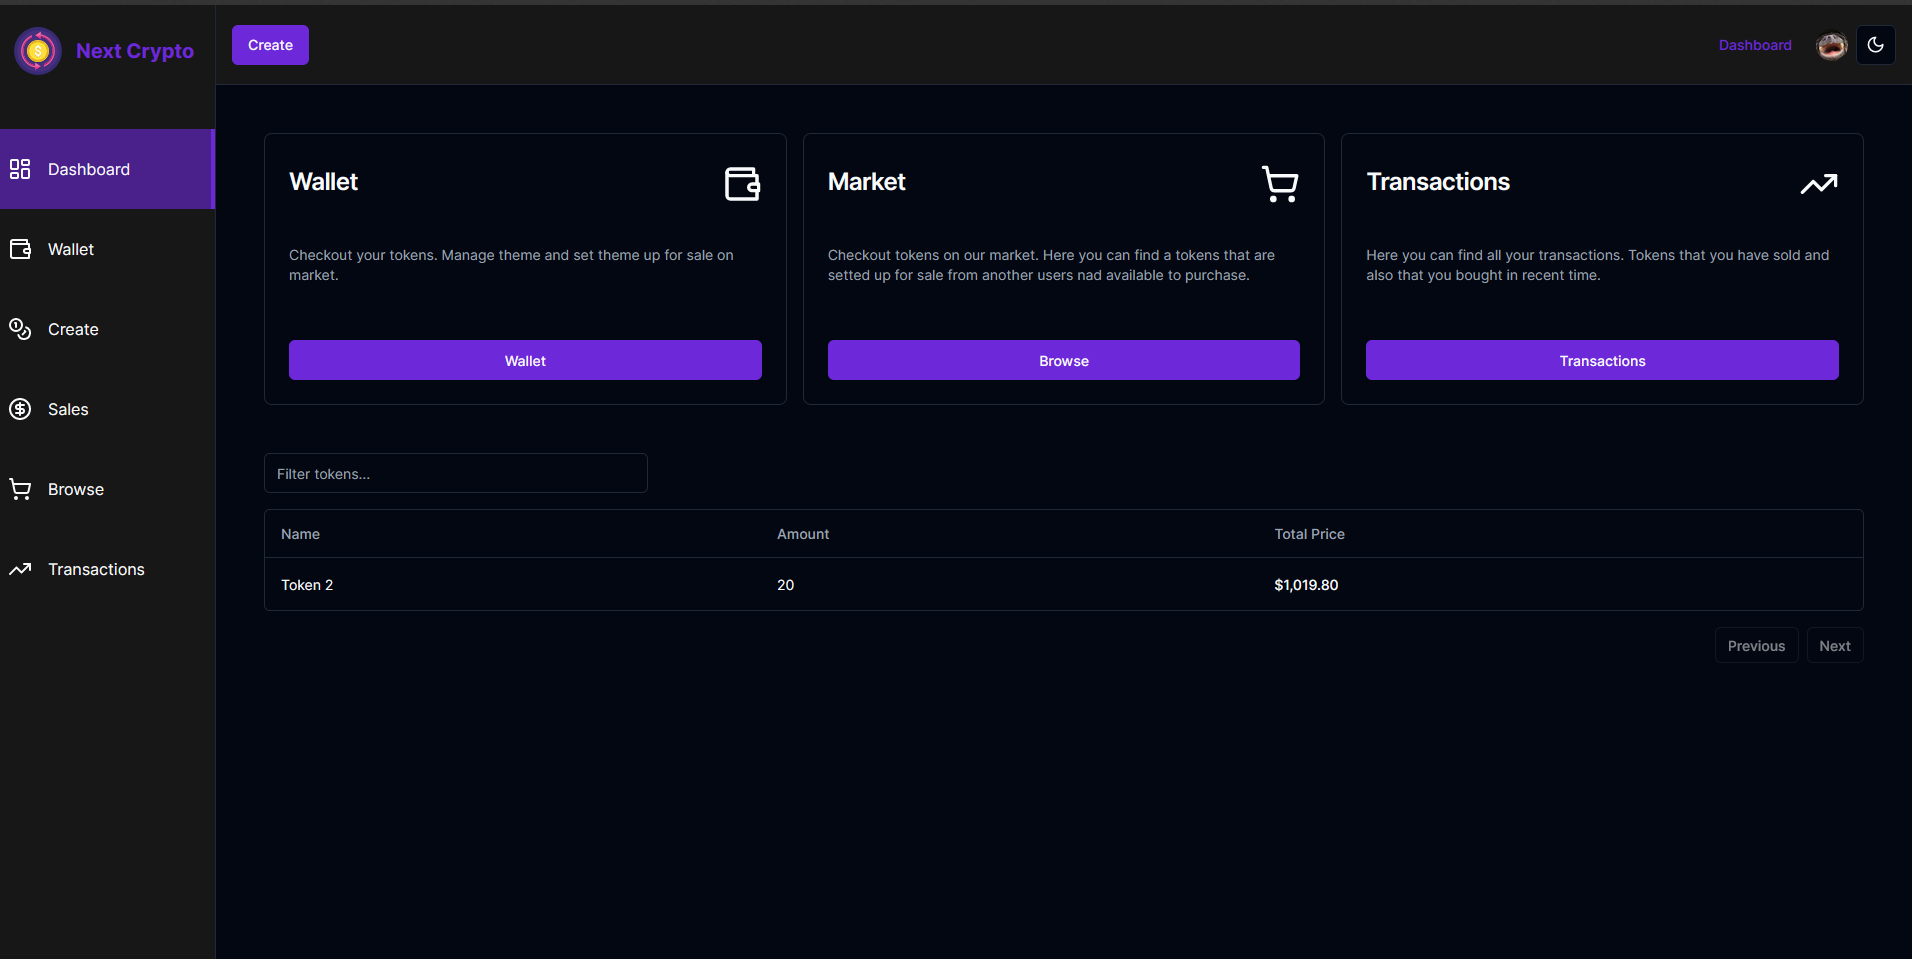 Next Crypto
Create
Dashboard
Dashboard
Wallet
Create
Sales
Browse
Transactions
Wallet
Checkout your tokens. Manage theme and set theme up for sale on
market.
Wallet
Market
Checkout tokens on our market. Here you can find a tokens that are
setted up for sale from another users nad available to purchase.
Browse
Transactions
Here you can find all your transactions. Tokens that you have sold and
also that you bought in recent time.
Transactions
Filter tokens...
Name Amount Total Price
Token 2 20 $1,019.80
Previous Next